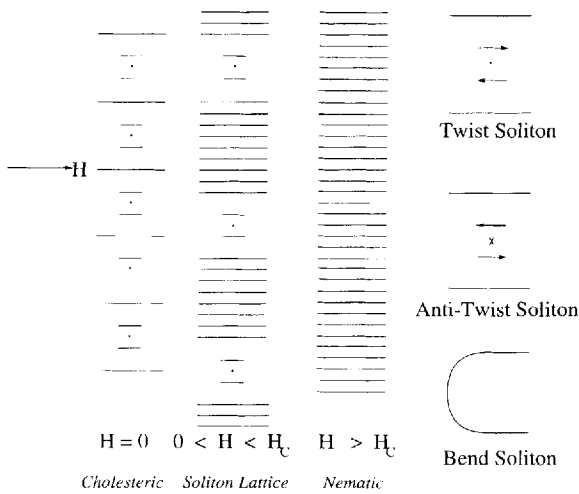 Twist Soliton
H
x
Anti-Twist Soliton
H = 0   0 < H < H_C   H > H_C
Bend Soliton
Cholesteric   Soliton Lattice   Nematic